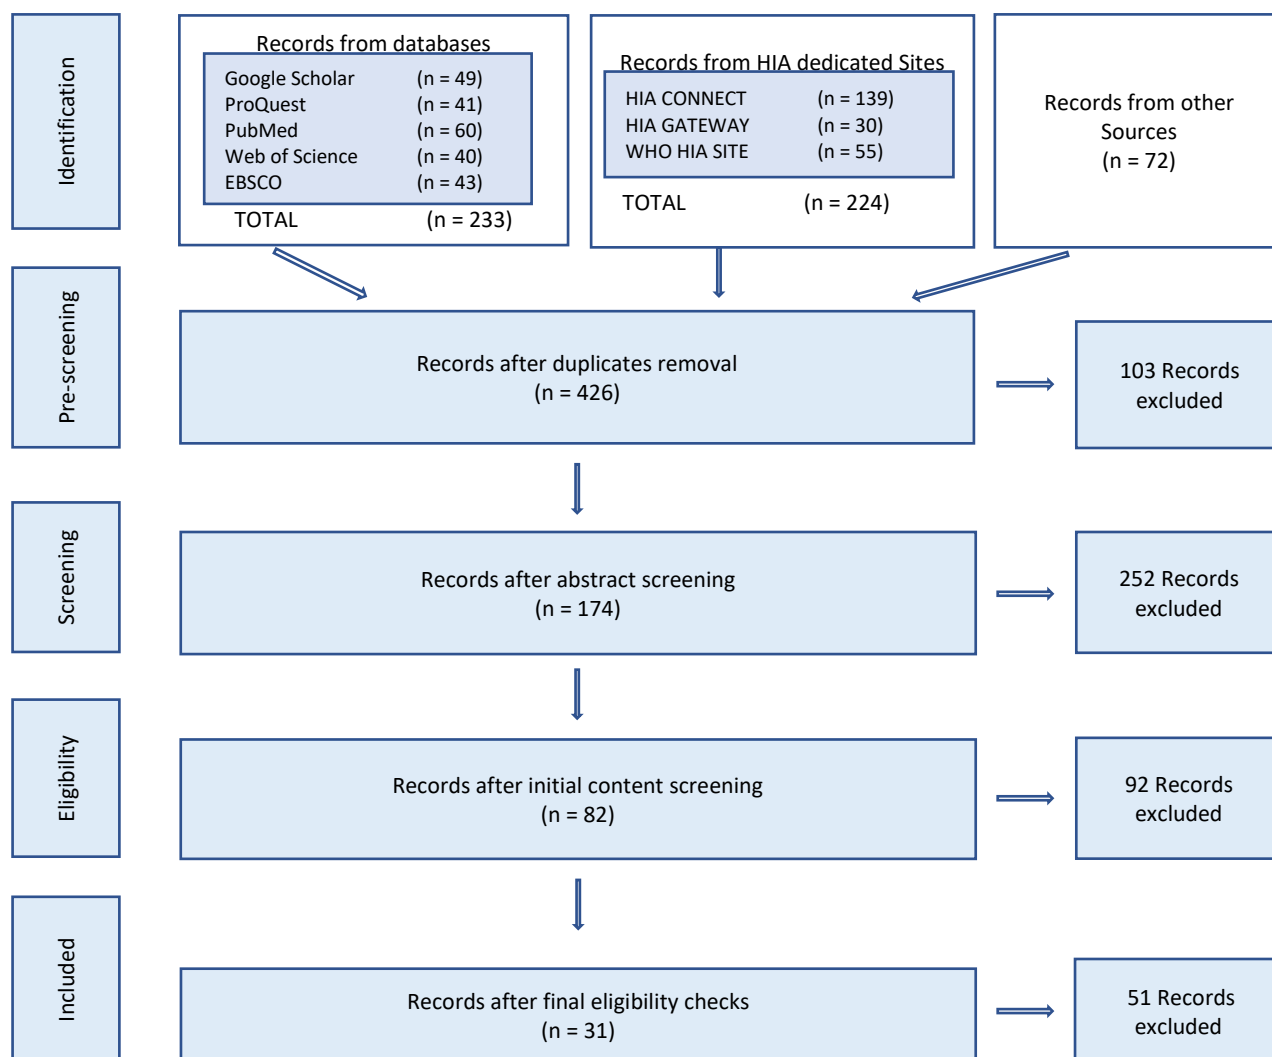 Identification
Records from databases
Google Scholar (n = 49)
ProQuest (n = 41)
PubMed (n = 60)
Web of Science (n = 40)
EBSCO (n = 43)
TOTAL (n = 233)
Records from HIA dedicated Sites
HIA CONNECT (n = 139)
HIA GATEWAY (n = 30)
WHO HIA SITE (n = 55)
TOTAL (n = 224)
Records from other
Sources
(n = 72)
Pre-screening
Records after duplicates removal
(n = 426)
103 Records
excluded
Screening
Records after abstract screening
(n = 174)
252 Records
excluded
Eligibility
Records after initial content screening
(n = 82)
92 Records
excluded
Included
Records after final eligibility checks
(n = 31)
51 Records
excluded